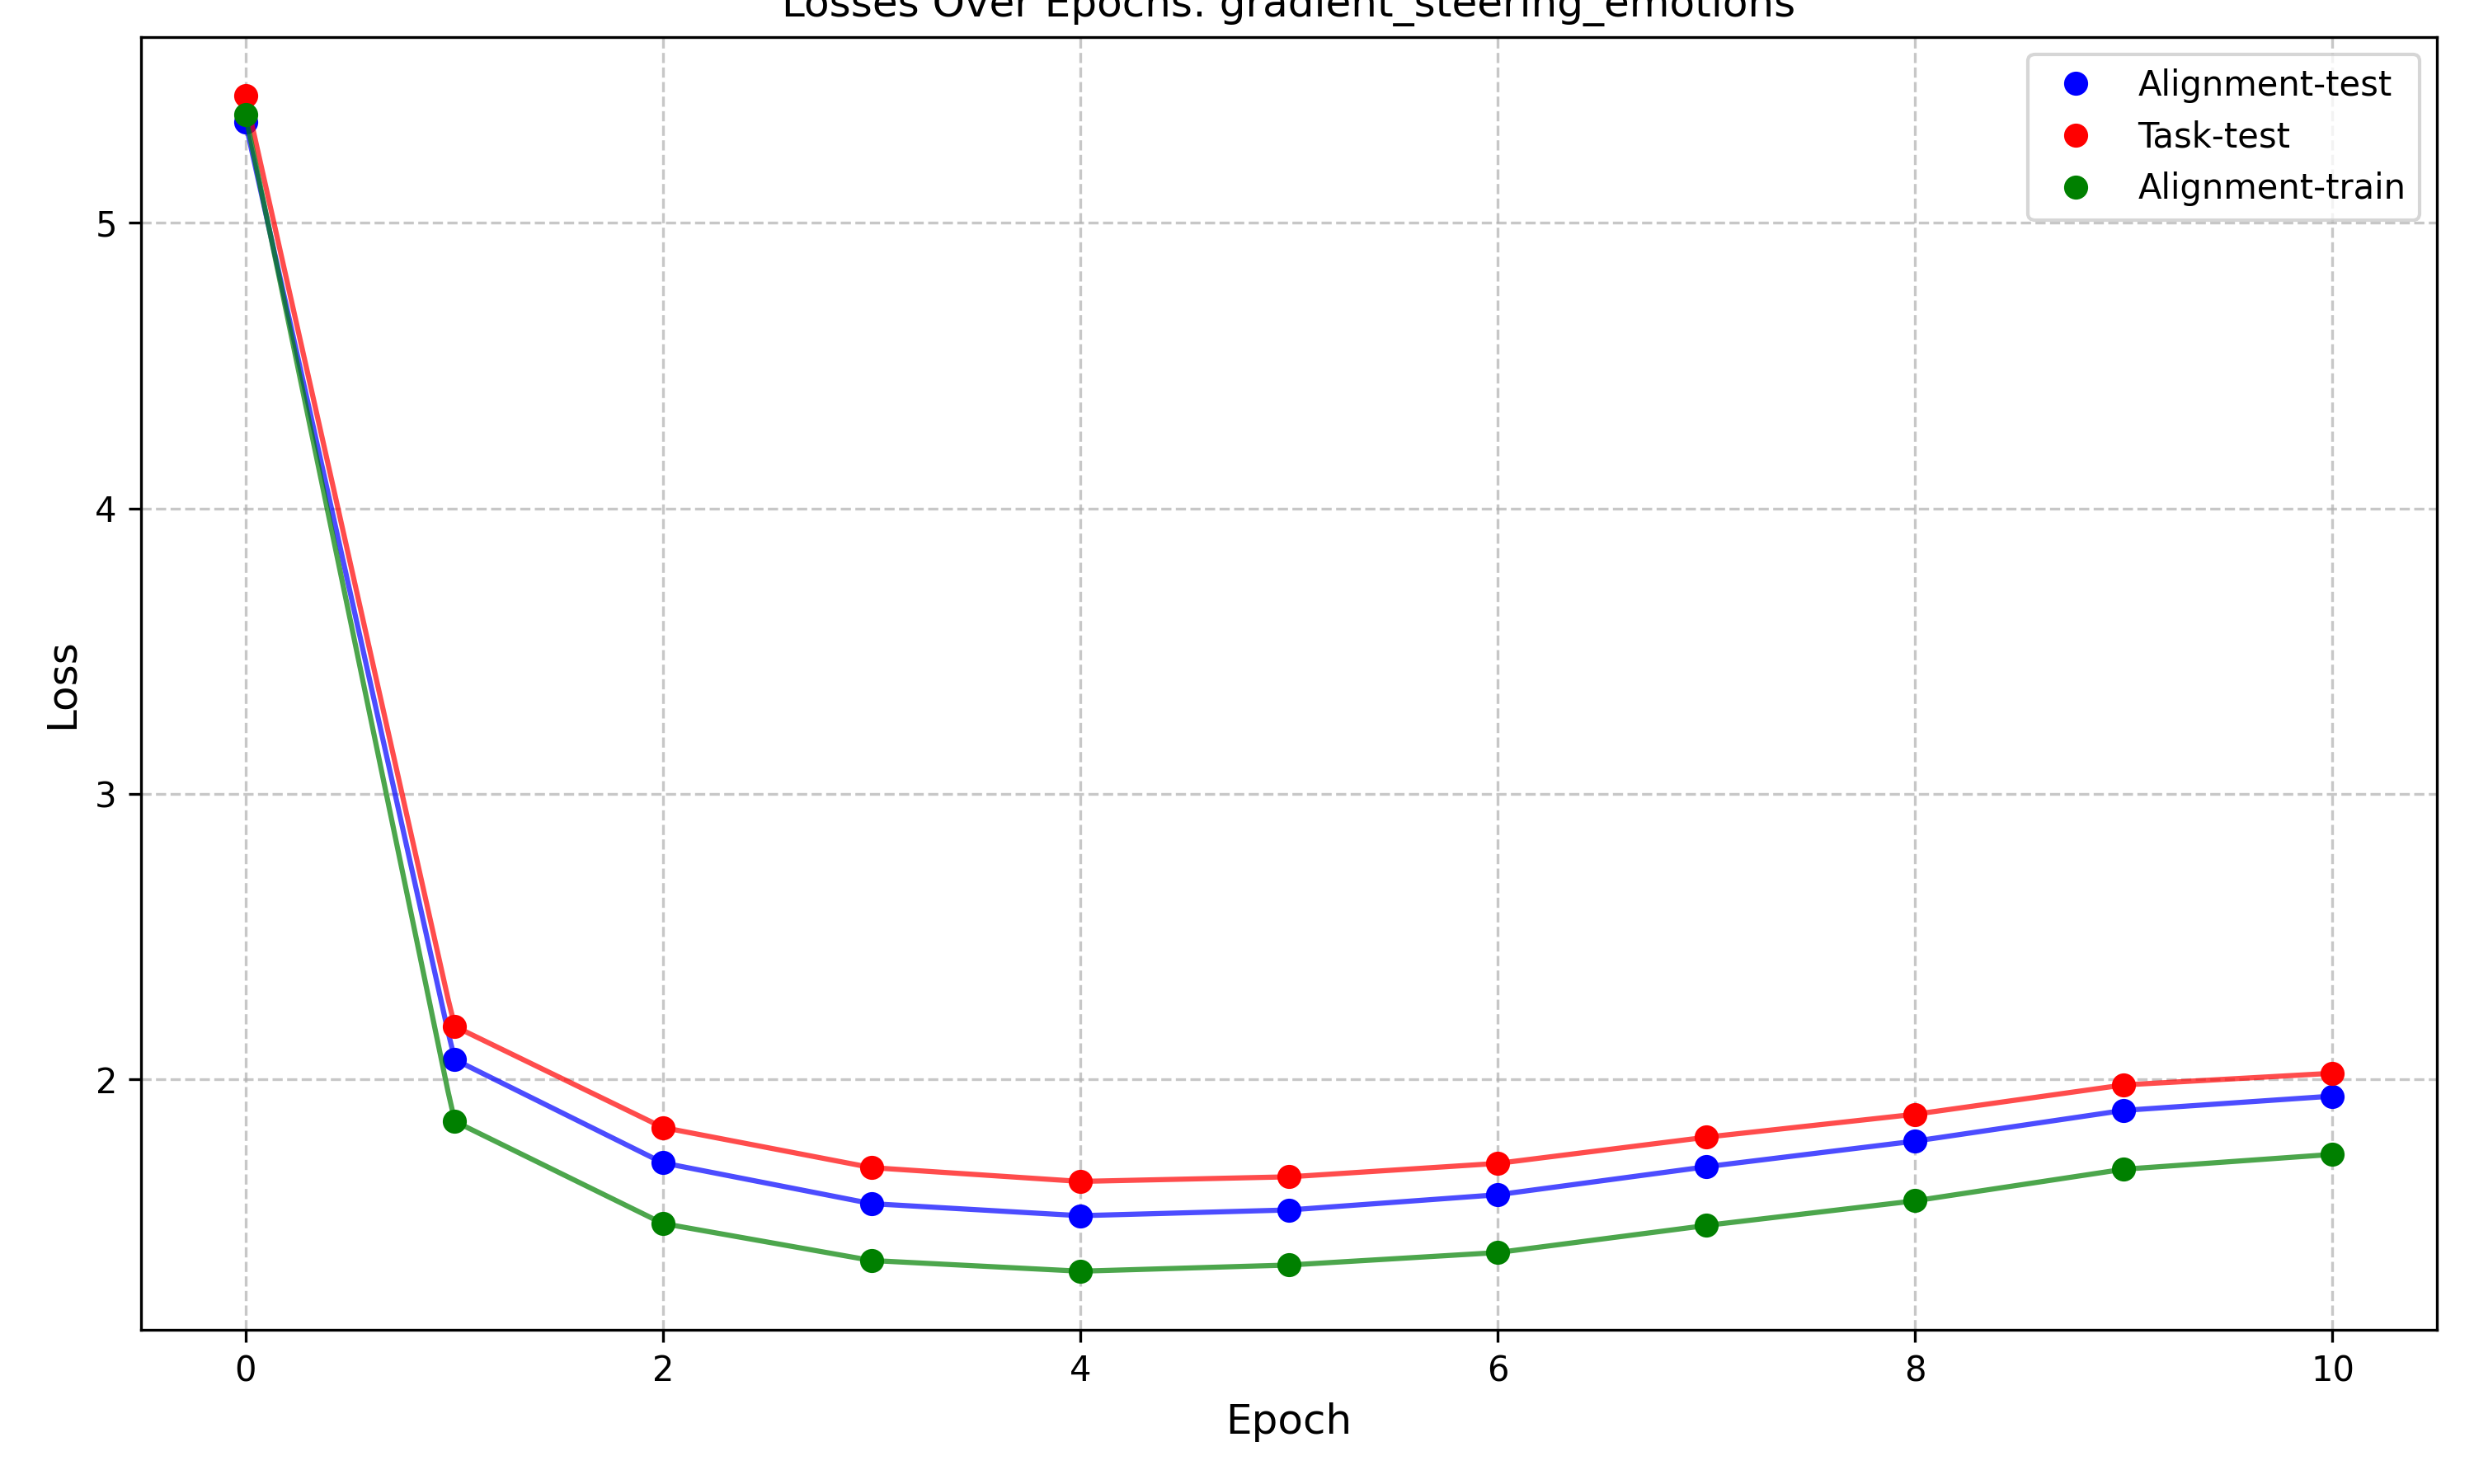 Losses Over Epochs: gradient_steering_emotions
Alignment-test
Task-test
Alignment-train
5
4
3
2
Loss
0 2 4 6 8 10
Epoch